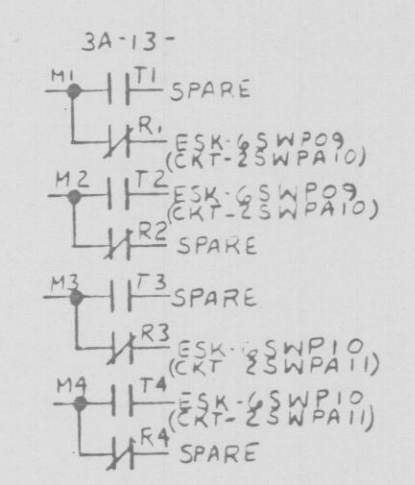 3A-13-
M1 T1 SPARE
R1 ESK-6SWP09
(CKT-2SWPA10)
M2 T2 ESK-6SWP09
(CKT-2SWPA10)
R2 SPARE
M3 T3 SPARE
R3 ESK-6SWP10
(CKT 2SWPA11)
M4 T4 ESK-6SWP10
(CKT-2SWPA11)
R4 SPARE